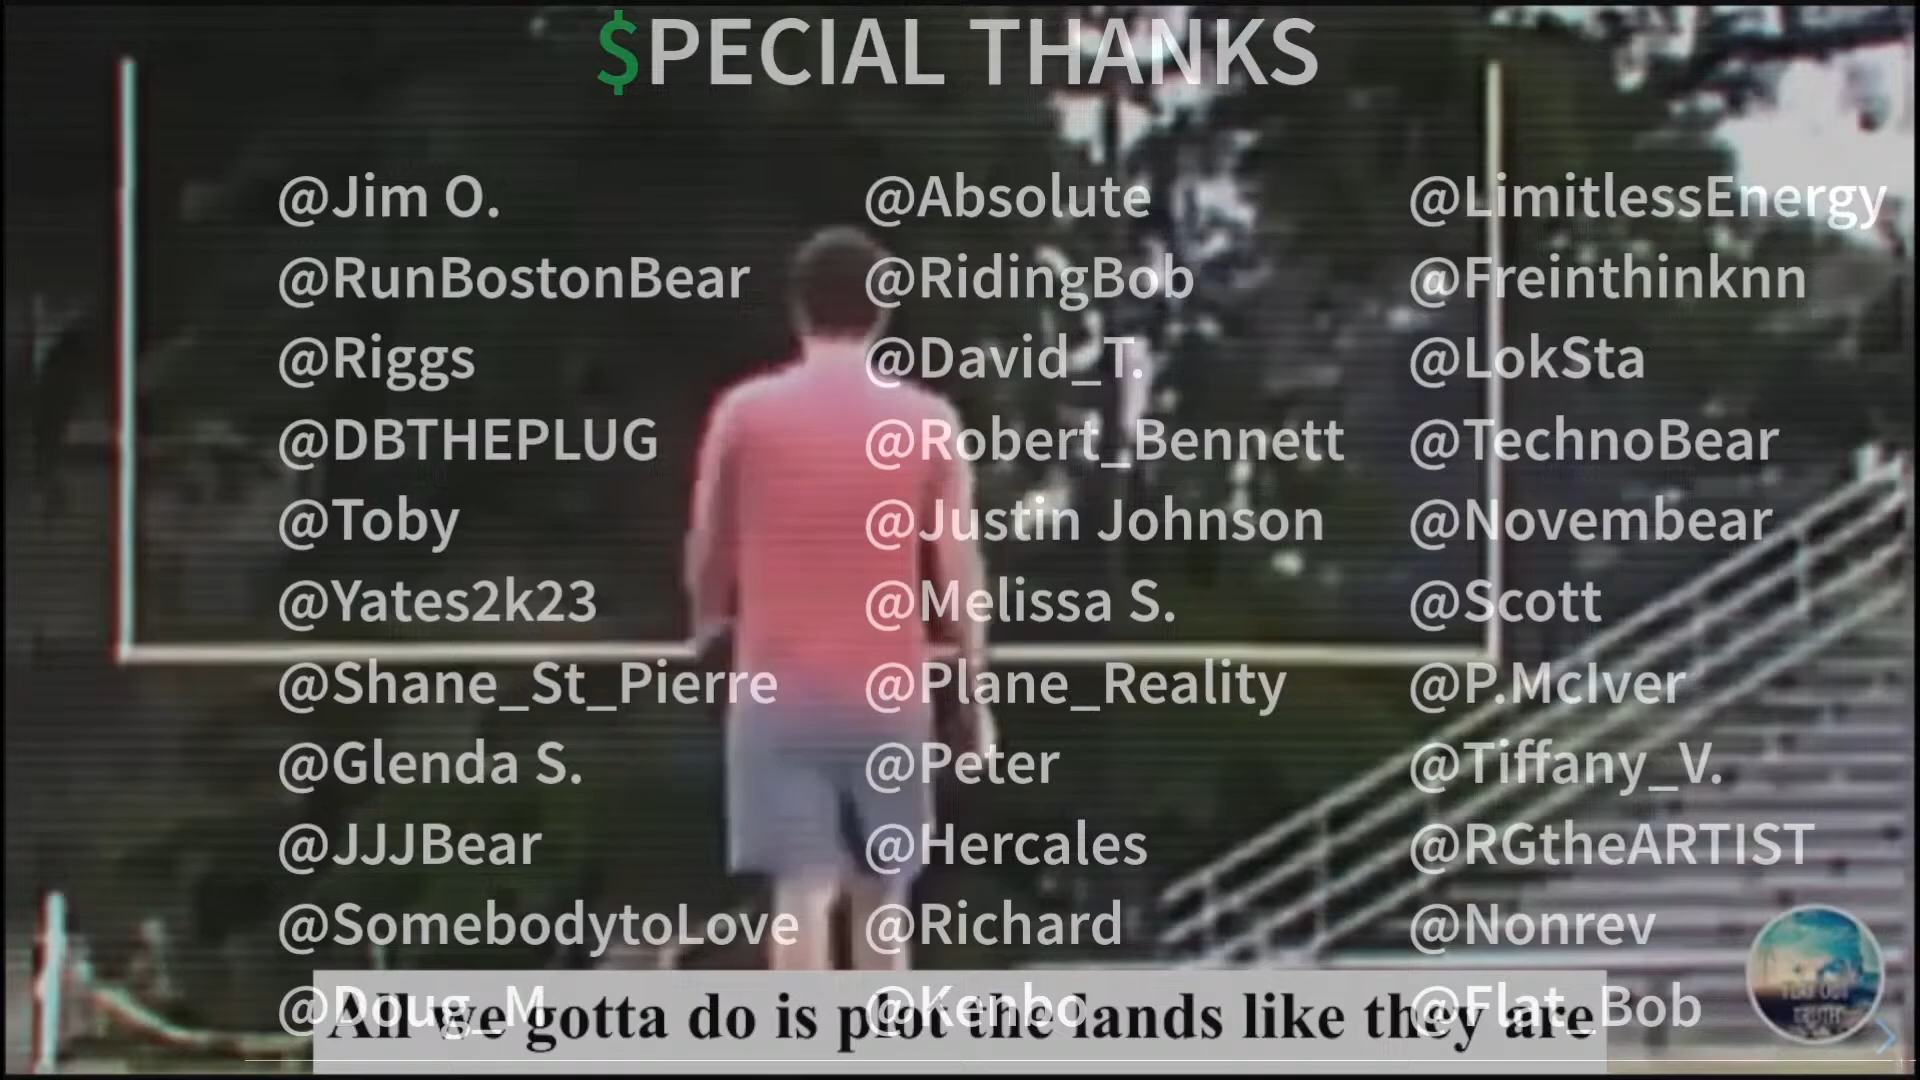 $PECIAL THANKS
@Jim O.
@RunBostonBear
@Riggs
@DBTHEPLUG
@Toby
@Yates2k23
@Shane_St_Pierre
@Glenda S.
@JJJBear
@SomebodytoLove
@Doug_M
@Absolute
@RidingBob
@David_T.
@Robert_Bennett
@Justin Johnson
@Melissa S.
@Plane_Reality
@Peter
@Hercales
@Richard
@Kenbo
@LimitlessEnergy
@Freinthinknn
@LokSta
@TechnoBear
@Novembear
@Scott
@P.McIver
@Tiffany_V.
@RGtheARTIST
@Nonrev
@Flat_Bob
All we gotta do is plot the lands like they are